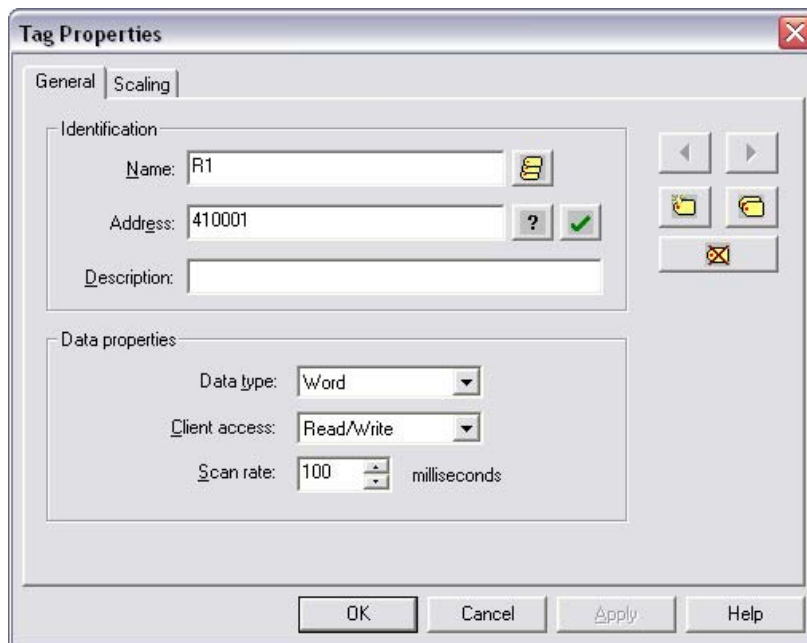 Tag Properties
General Scaling
Identification
Name: R1
Address: 410001 ?
Description:
Data properties
Data type: Word
Client access: Read/Write
Scan rate: 100 milliseconds
OK Cancel Apply Help